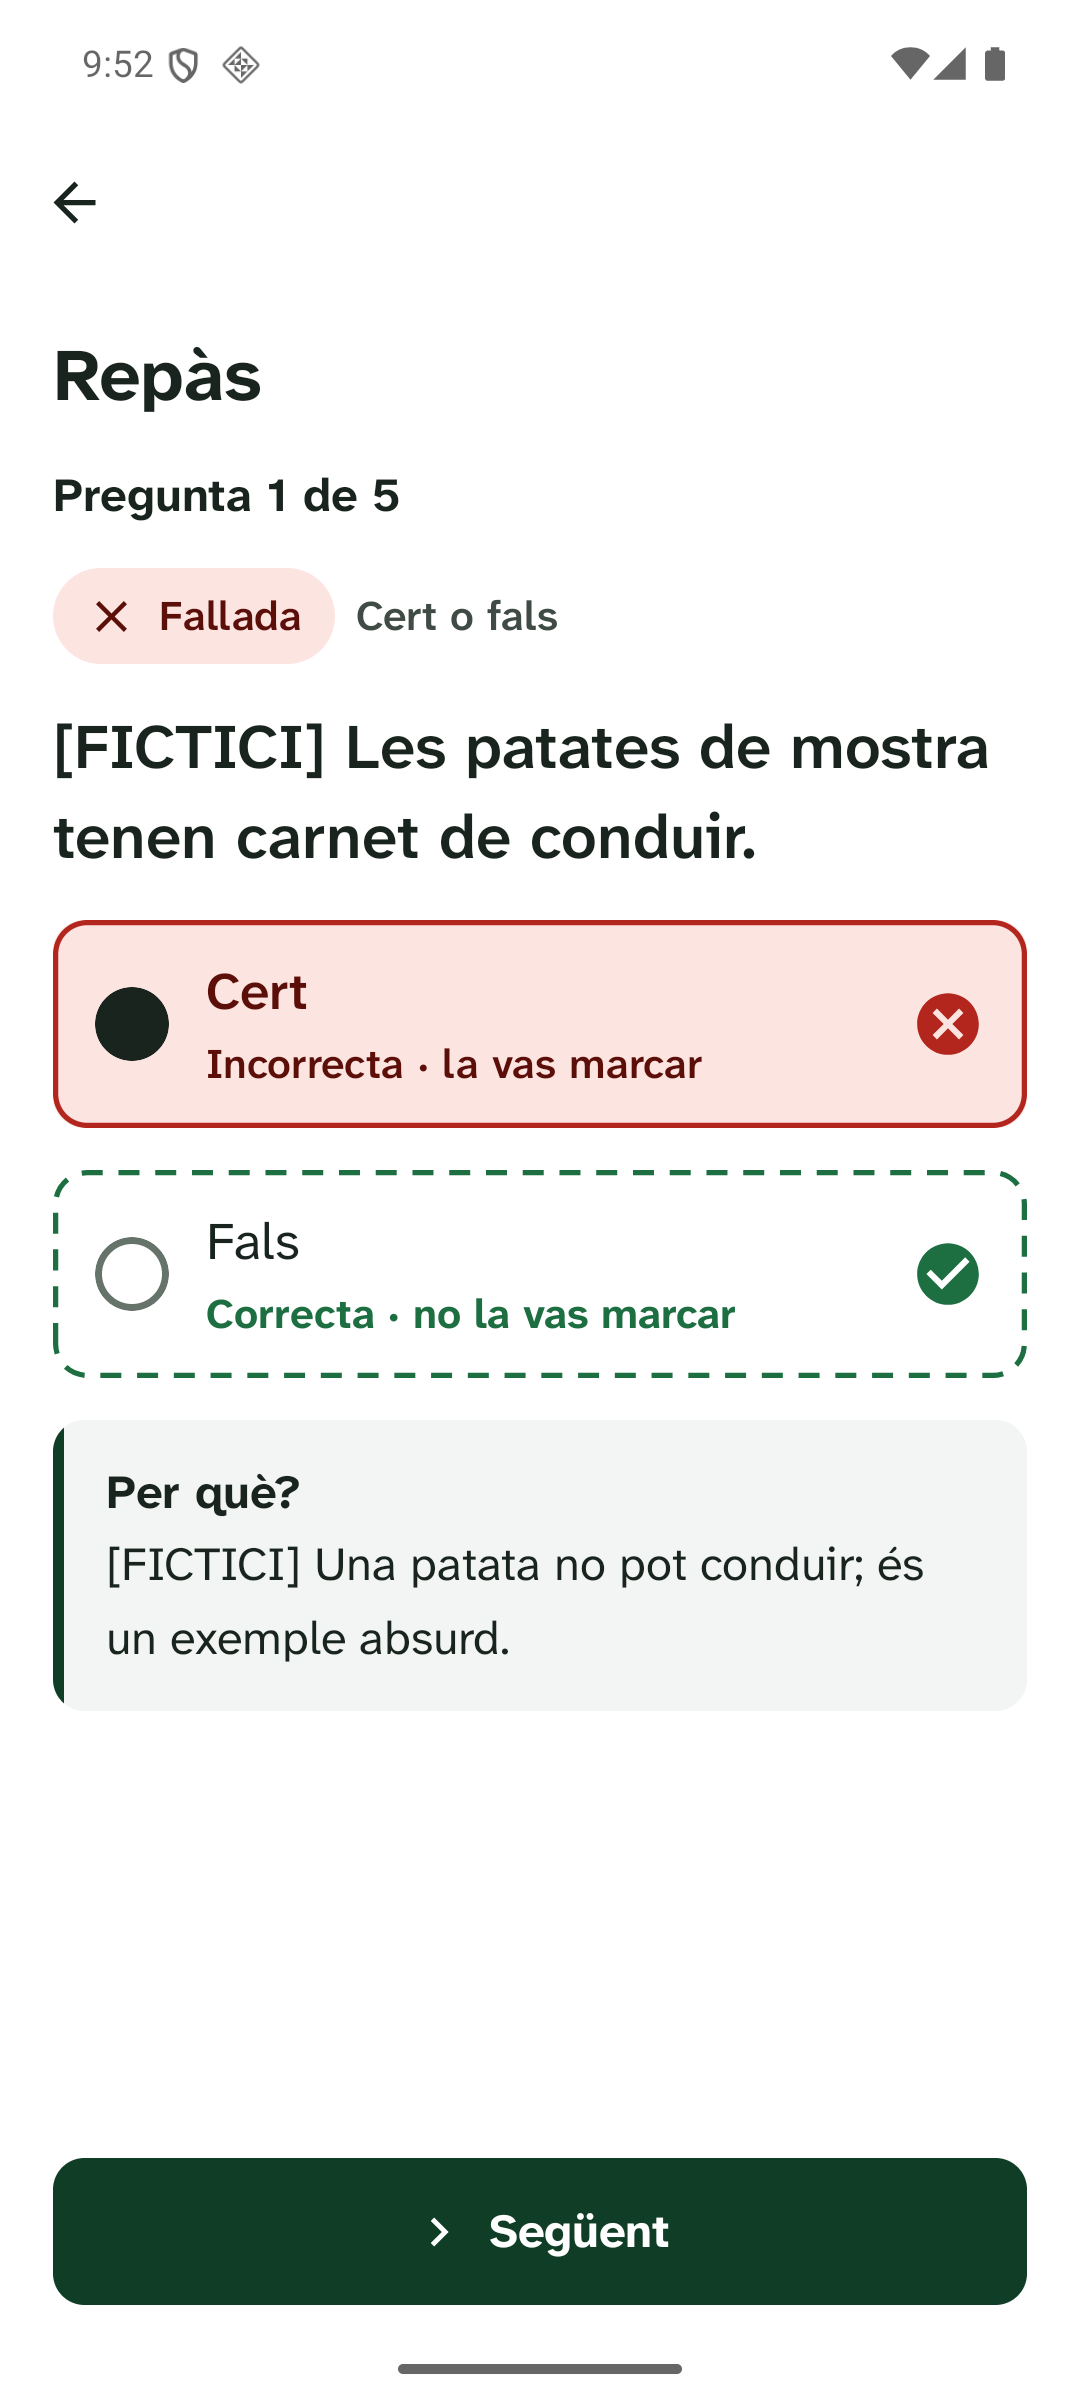 9:52
Repàs
Pregunta 1 de 5
Fallada
Cert o fals
[FICTICI] Les patates de mostra
tenen carnet de conduir.
Cert
Incorrecta · la vas marcar
Fals
Correcta · no la vas marcar
Per què?
[FICTICI] Una patata no pot conduir; és
un exemple absurd.
Següent